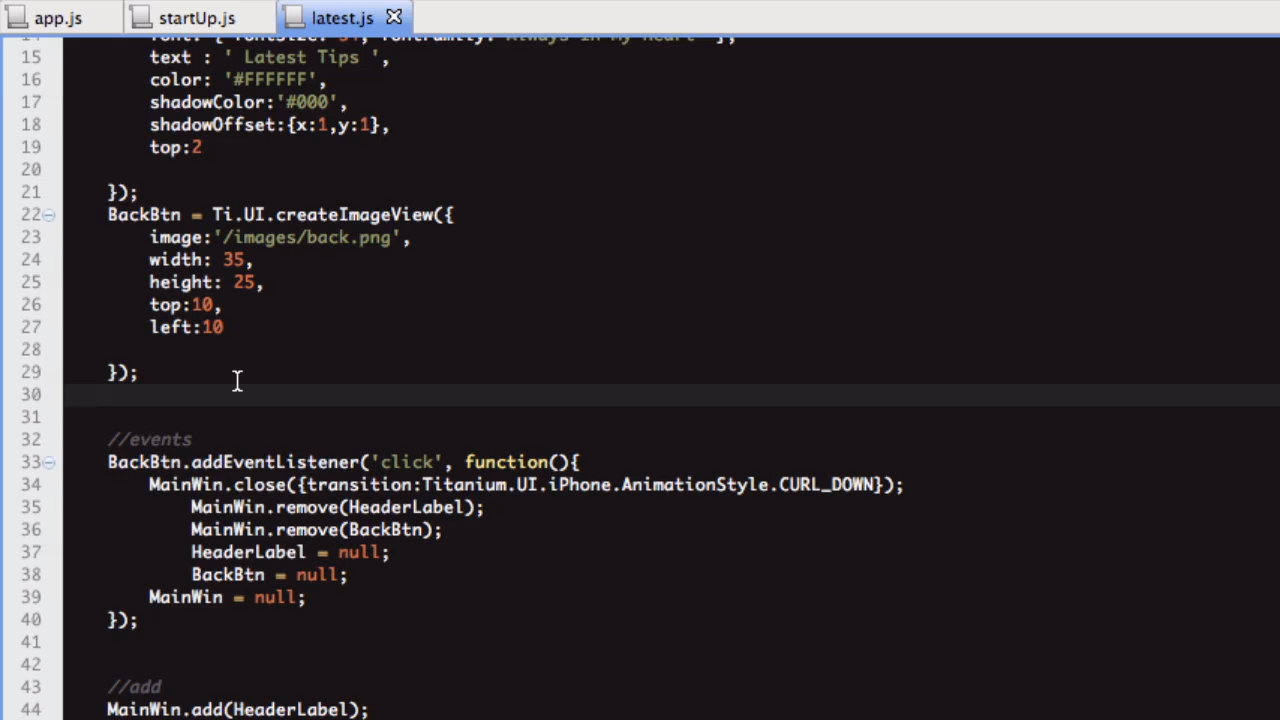 app.js startUp.js latest.js
14
15 text : ' Latest Tips ',
16 color: '#FFFFFF',
17 shadowColor:'#000',
18 shadowOffset:{x:1,y:1},
19 top:2
20
21 });
22 BackBtn = Ti.UI.createImageView({
23 image:'/images/back.png',
24 width: 35,
25 height: 25,
26 top:10,
27 left:10
28
29 });
30
31
32 //events
33 BackBtn.addEventListener('click', function(){
34 MainWin.close({transition:Titanium.UI.iPhone.AnimationStyle.CURL_DOWN});
35 MainWin.remove(HeaderLabel);
36 MainWin.remove(BackBtn);
37 HeaderLabel = null;
38 BackBtn = null;
39 MainWin = null;
40 });
41
42
43 //add
44 MainWin.add(HeaderLabel);